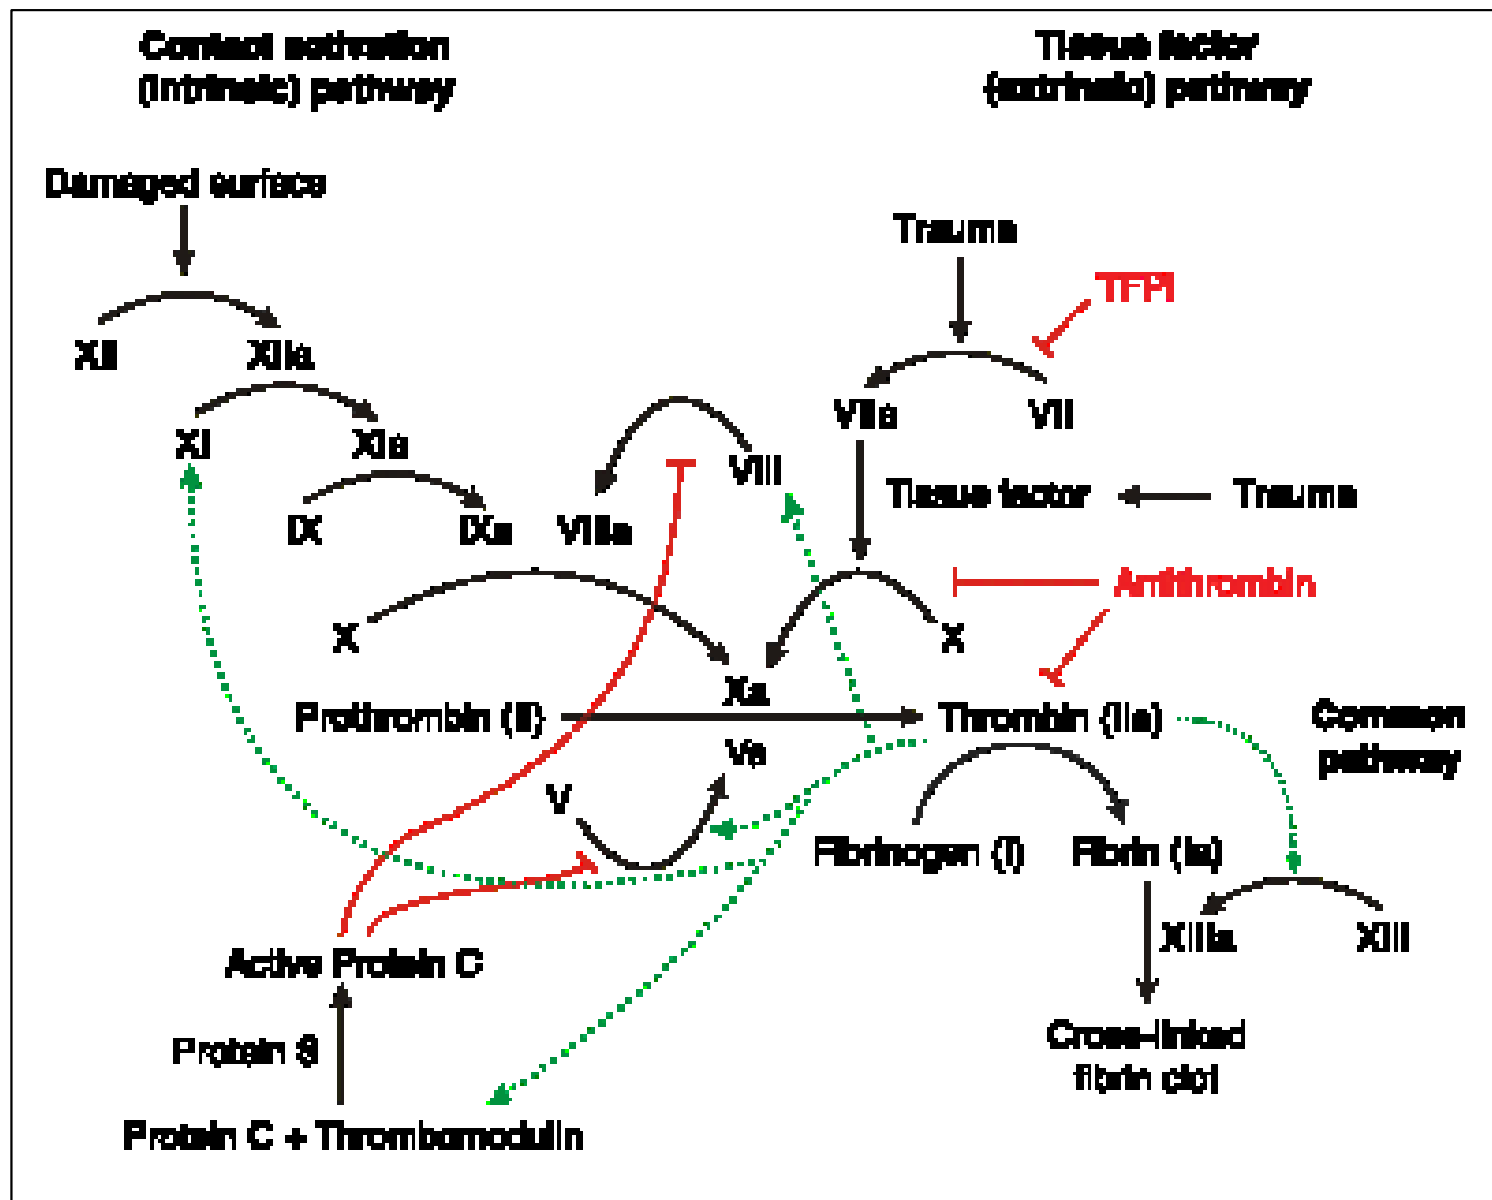 Contact activation
(intrinsic) pathway
Tissue factor
(extrinsic) pathway
Damaged surface
Trauma
TFPI
XII
XIIa
VIIa
VII
XI
XIa
VIII
Tissue factor
Trauma
IX
IXa
VIIIa
Antithrombin
X
X
Xa
Prothrombin (II)
Thrombin (IIa)
Common
pathway
Va
V
Fibrinogen (I)
Fibrin (Ia)
XIIIa
XIII
Active Protein C
Protein S
Cross-linked
fibrin clot
Protein C + Thrombomodulin